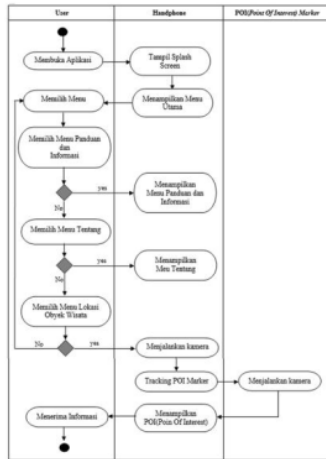 User
Handphone
POI(Point Of Interest) Marker
Membuka Aplikasi
Tampil Splash
Screen
Memilih Menu
Menampilkan Menu
Utama
Memilih Menu Panduan
dan
Informasi
yes
Menampilkan
Menu Panduan dan
Informasi
No
Memilih Menu Tentang
yes
Menampilkan
Meu Tentang
No
Memilih Menu Lokasi
Obyek Wisata
No
yes
Menjalankan kamera
Tracking POI Marker
Menjalankan kamera
Menerima Informasi
Menampilkan
POI(Poin Of Interest)